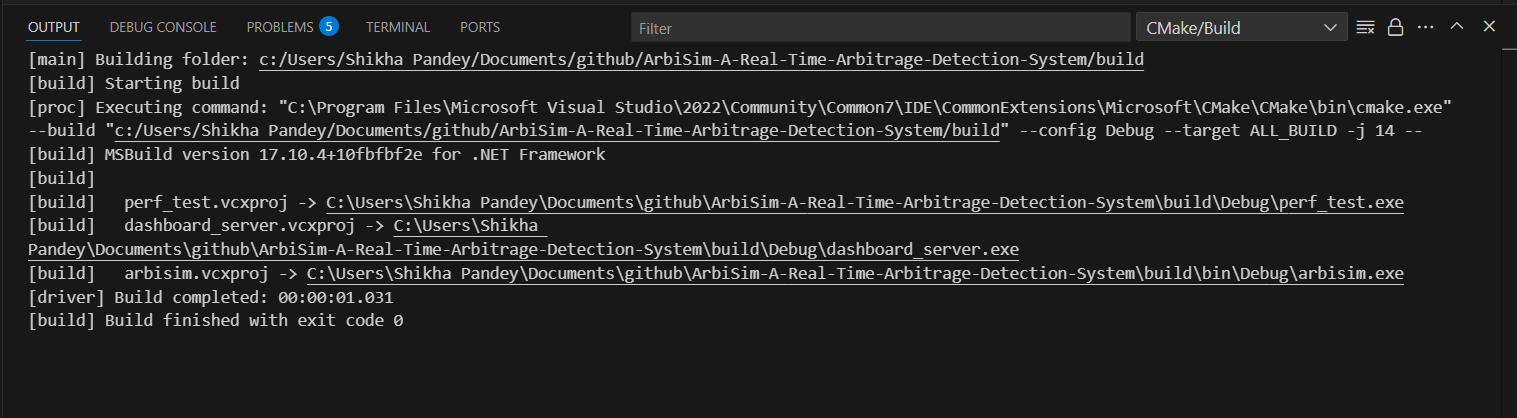 OUTPUT DEBUG CONSOLE PROBLEMS 5 TERMINAL PORTS Filter CMake/Build
[main] Building folder: c:/Users/Shikha Pandey/Documents/github/ArbiSim-A-Real-Time-Arbitrage-Detection-System/build
[build] Starting build
[proc] Executing command: "C:\Program Files\Microsoft Visual Studio\2022\Community\Common7\IDE\CommonExtensions\Microsoft\CMake\CMake\bin\cmake.exe"
--build "c:/Users/Shikha Pandey/Documents/github/ArbiSim-A-Real-Time-Arbitrage-Detection-System/build" --config Debug --target ALL_BUILD -j 14 --
[build] MSBuild version 17.10.4+10fbfbf2e for .NET Framework
[build]
[build]   perf_test.vcxproj -> C:\Users\Shikha Pandey\Documents\github\ArbiSim-A-Real-Time-Arbitrage-Detection-System\build\Debug\perf_test.exe
[build]   dashboard_server.vcxproj -> C:\Users\Shikha
Pandey\Documents\github\ArbiSim-A-Real-Time-Arbitrage-Detection-System\build\Debug\dashboard_server.exe
[build]   arbisim.vcxproj -> C:\Users\Shikha Pandey\Documents\github\ArbiSim-A-Real-Time-Arbitrage-Detection-System\build\bin\Debug\arbisim.exe
[driver] Build completed: 00:00:01.031
[build] Build finished with exit code 0